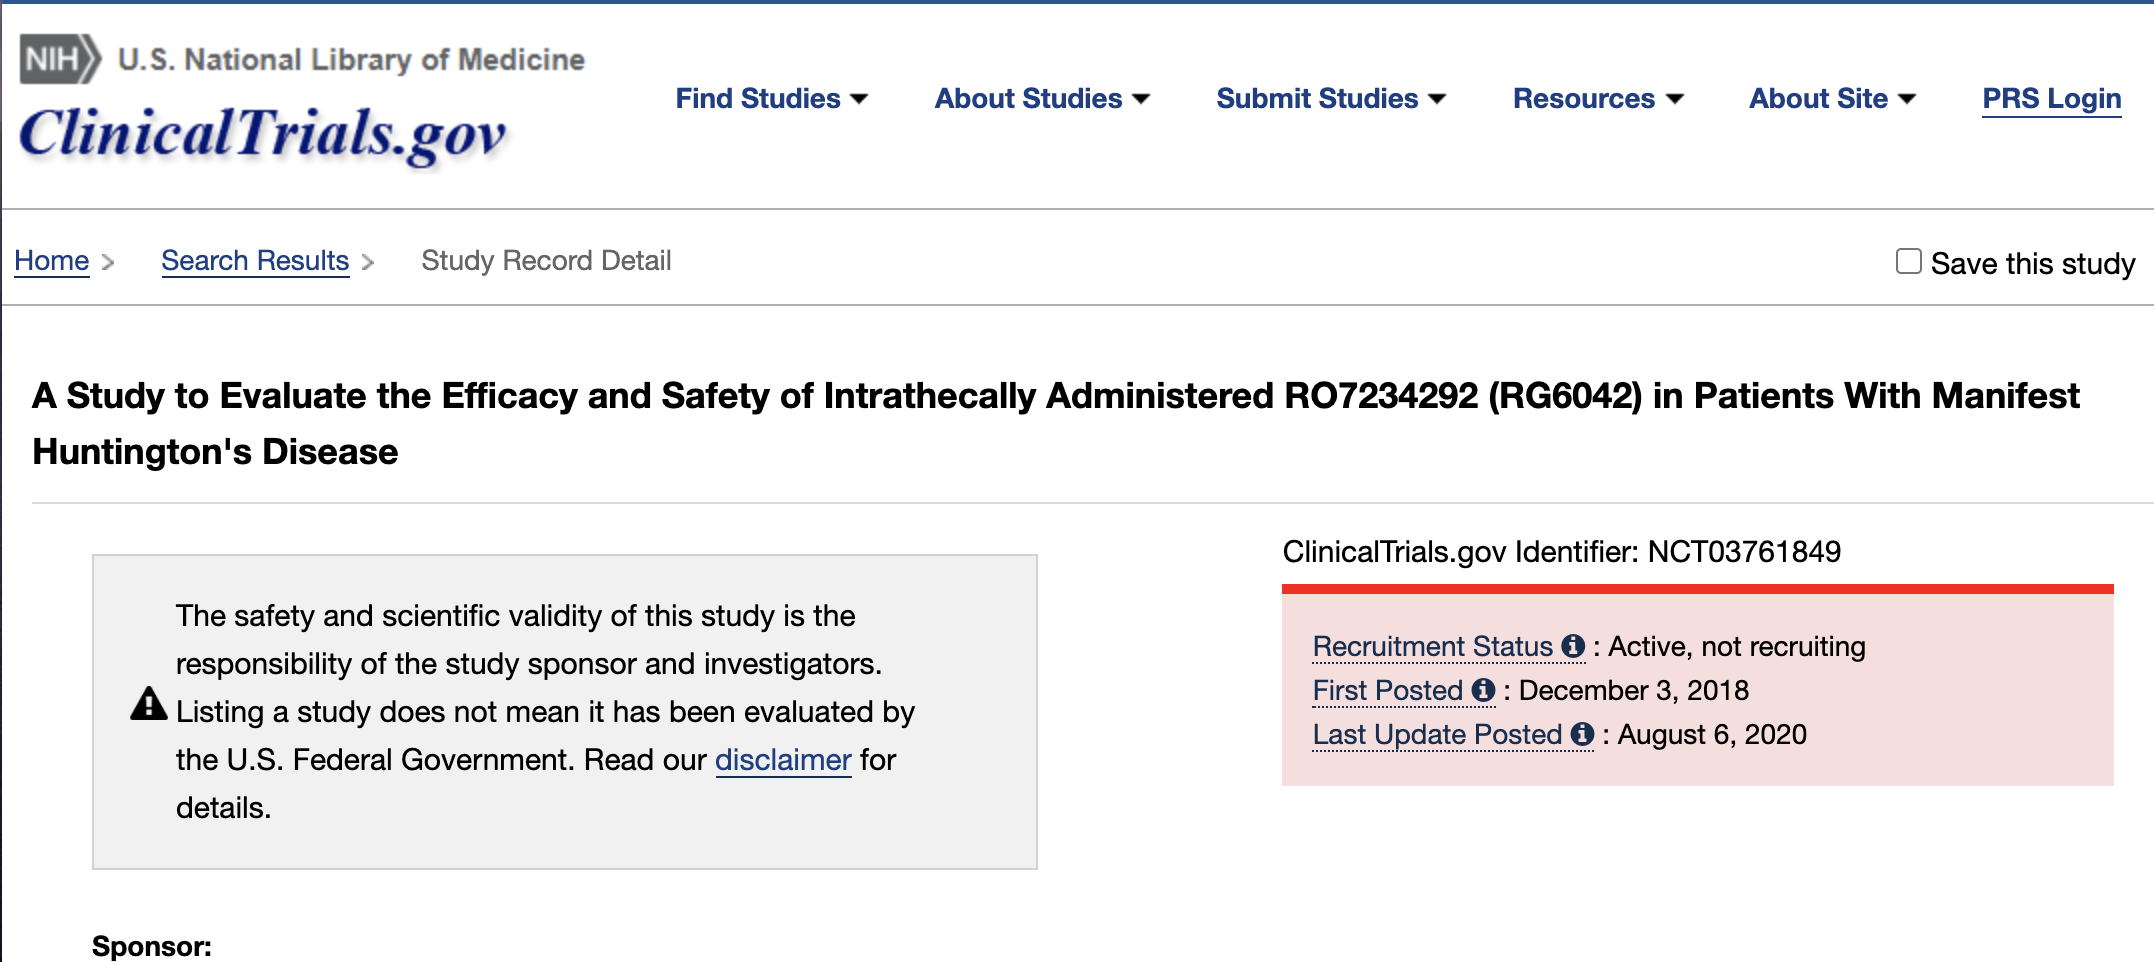 NIH U.S. National Library of Medicine
ClinicalTrials.gov
Find Studies About Studies Submit Studies Resources About Site PRS Login
Home > Search Results > Study Record Detail
Save this study
A Study to Evaluate the Efficacy and Safety of Intrathecally Administered RO7234292 (RG6042) in Patients With Manifest
Huntington's Disease
The safety and scientific validity of this study is the
responsibility of the study sponsor and investigators.
Listing a study does not mean it has been evaluated by
the U.S. Federal Government. Read our disclaimer for
details.
ClinicalTrials.gov Identifier: NCT03761849
Recruitment Status : Active, not recruiting
First Posted : December 3, 2018
Last Update Posted : August 6, 2020
Sponsor: